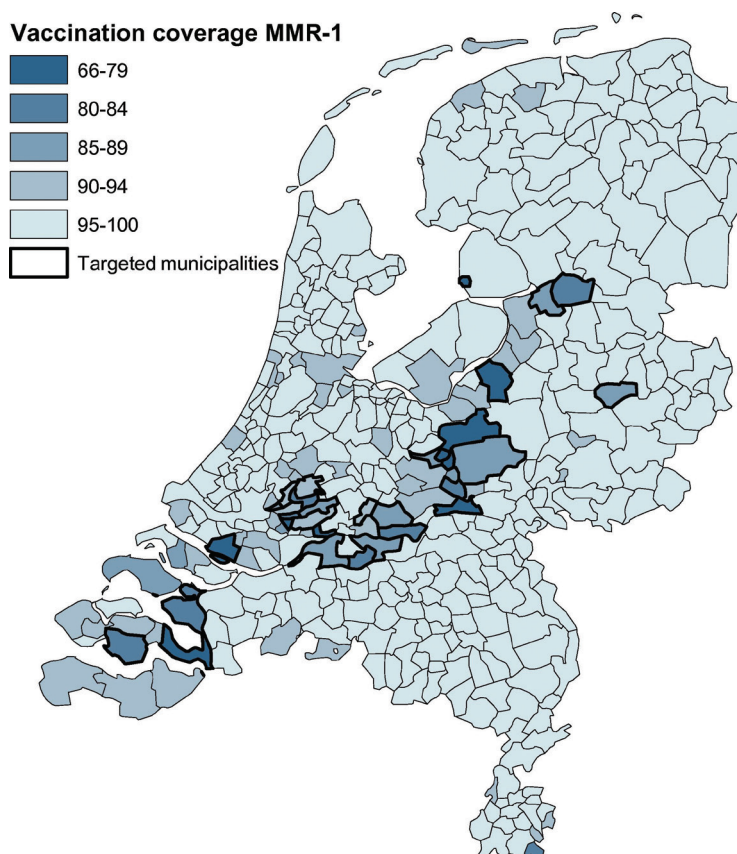 Vaccination coverage MMR-1
66-79
80-84
85-89
90-94
95-100
Targeted municipalities